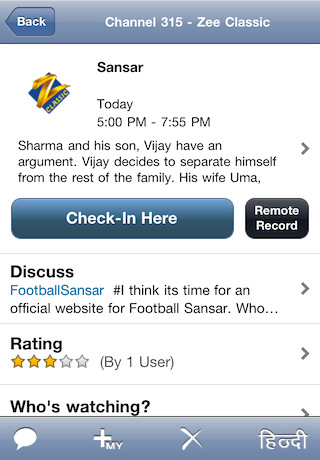 Back
Channel 315 - Zee Classic
Z
CLASSIC
Sansar
Today
5:00 PM - 7:55 PM
Sharma and his son, Vijay have an
argument. Vijay decides to separate himself
from the rest of the family. His wife Uma,
Check-In Here
Remote
Record
Discuss
FootballSansar #I think its time for an
official website for Football Sansar. Who...
Rating
(By 1 User)
Who's watching?
MY
हिन्दी